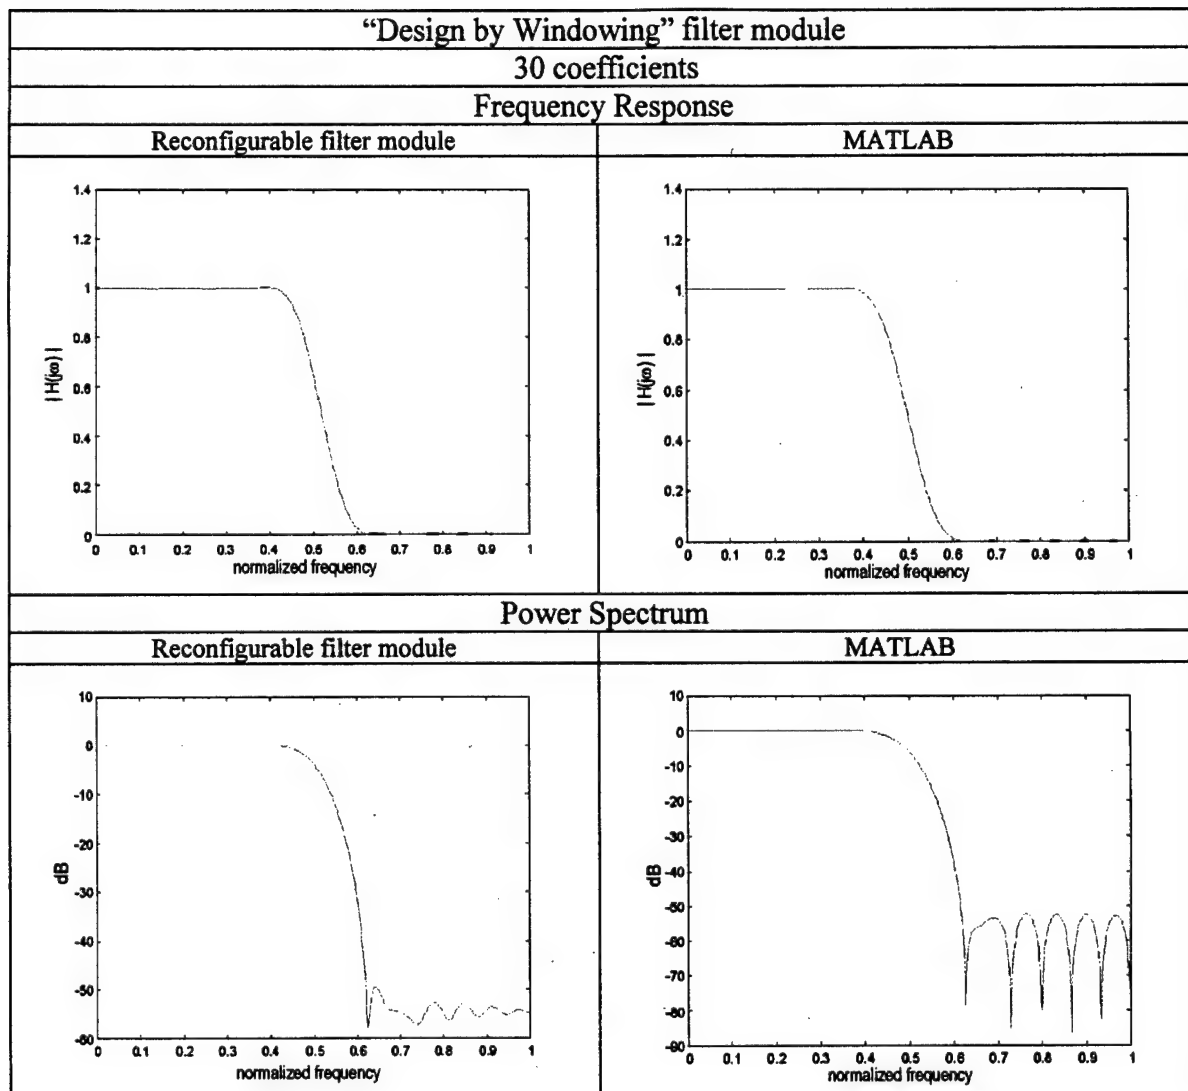 “Design by Windowing” filter module
30 coefficients
Frequency Response
Reconfigurable filter module
MATLAB
1.4
1.2
1
0.8
0.6
0.4
0.2
0
| H(jω) |
0 0.1 0.2 0.3 0.4 0.5 0.6 0.7 0.8 0.9 1
normalized frequency
1.4
1.2
1
0.8
0.6
0.4
0.2
0
| H(jω) |
0 0.1 0.2 0.3 0.4 0.5 0.6 0.7 0.8 0.9 1
normalized frequency
Power Spectrum
Reconfigurable filter module
MATLAB
10
0
-10
-20
-30
-40
-50
-60
dB
0 0.1 0.2 0.3 0.4 0.5 0.6 0.7 0.8 0.9 1
normalized frequency
10
0
-10
-20
-30
-40
-50
-60
-70
-80
-90
dB
0 0.1 0.2 0.3 0.4 0.5 0.6 0.7 0.8 0.9 1
normalized frequency